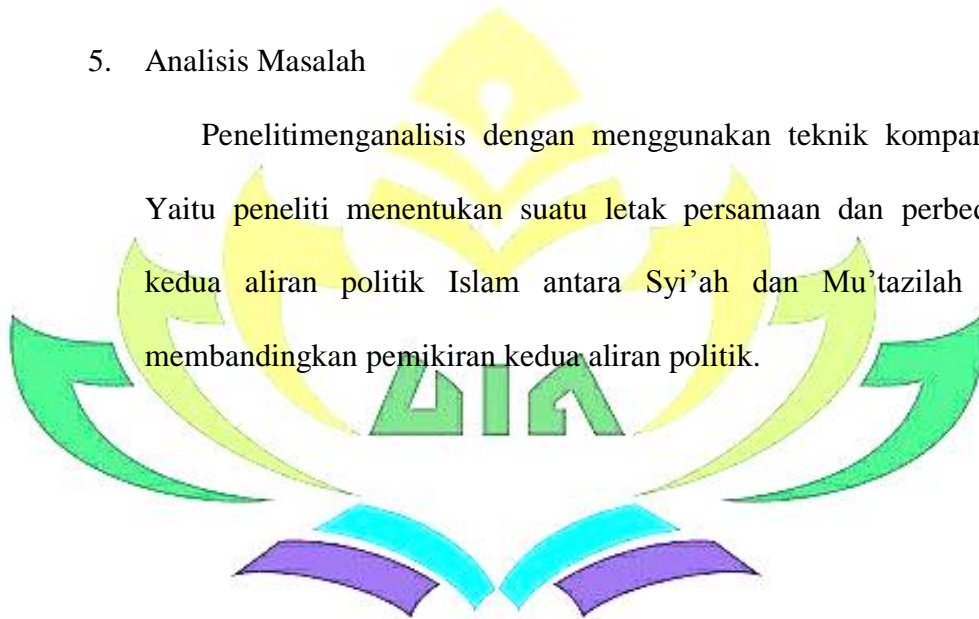 5. Analisis Masalah
Penelitimenganalisis dengan menggunakan teknik kompar
Yaitu peneliti menentukan suatu letak persamaan dan perbed
kedua aliran politik Islam antara Syi’ah dan Mu’tazilah
membandingkan pemikiran kedua aliran politik.